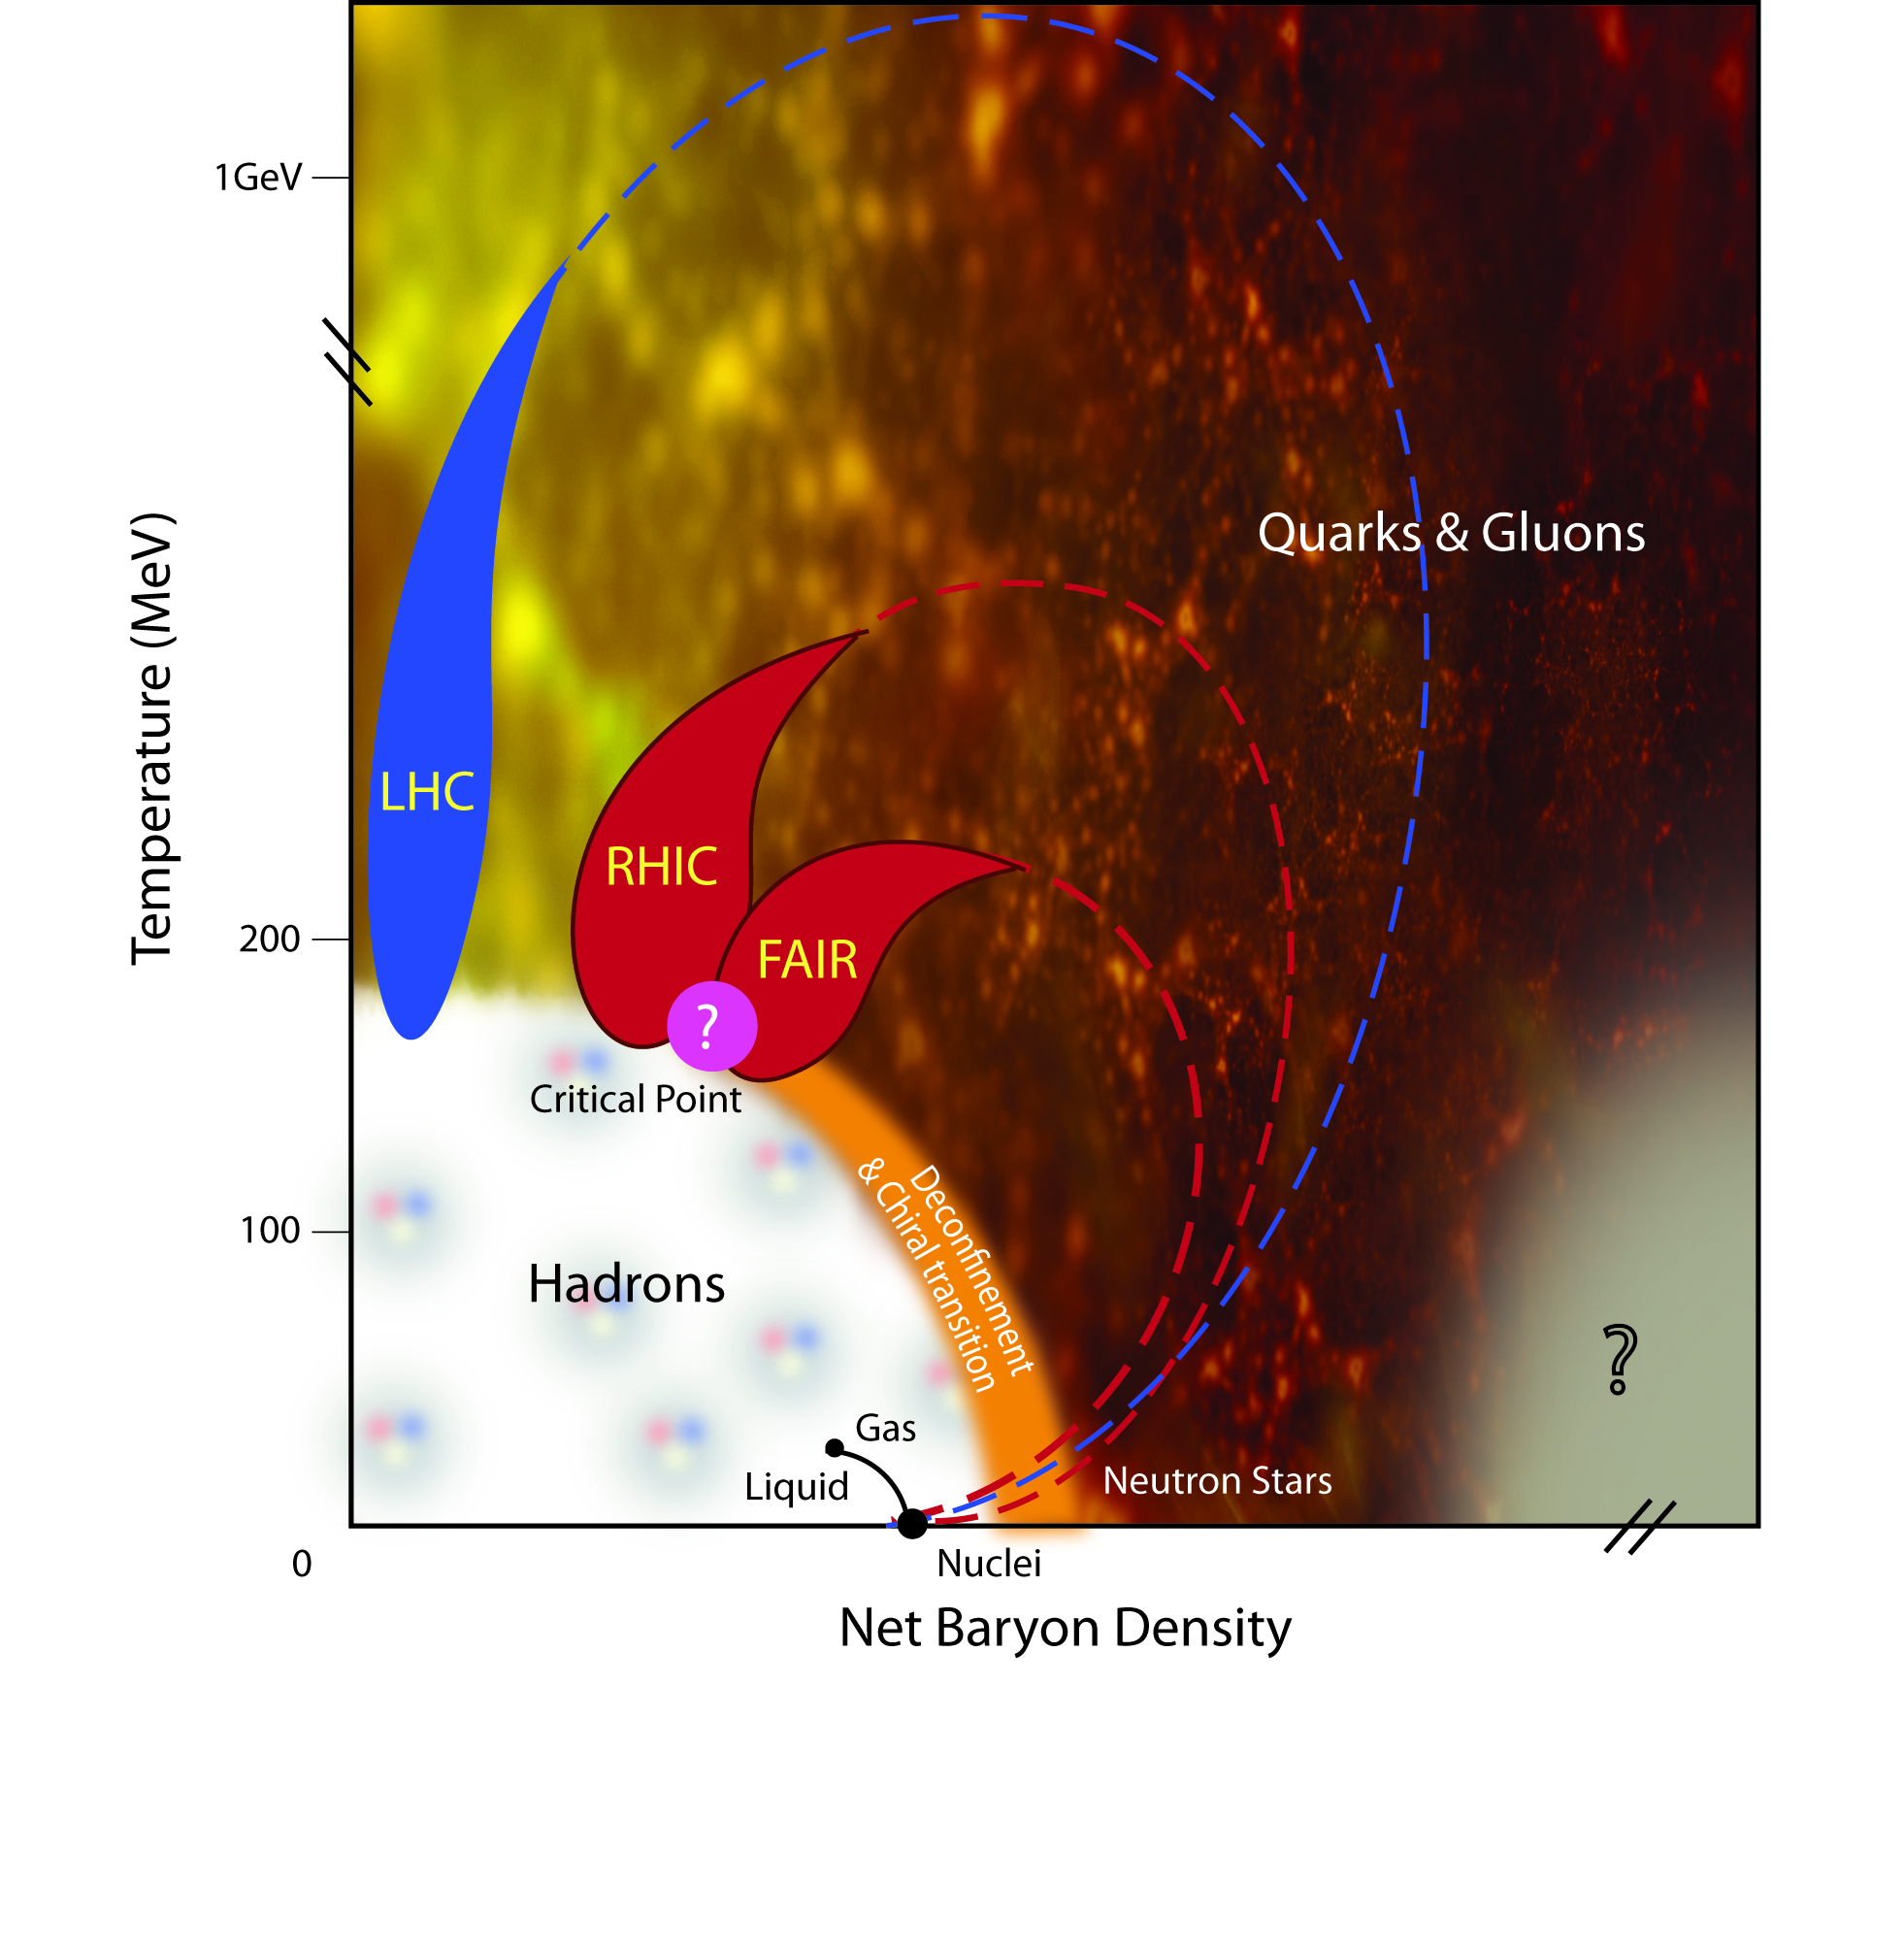 1GeV
Quarks & Gluons
Temperature (MeV)
LHC
RHIC
FAIR
200
?
Critical Point
Deconfinement
& Chiral transition
100
Hadrons
?
Gas
Liquid
Neutron Stars
0
Nuclei
Net Baryon Density